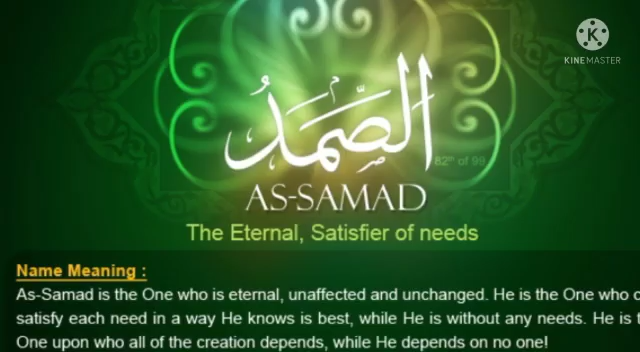 KINEMASTER
الصَّمَدُ
82nd of 99
AS-SAMAD
The Eternal, Satisfier of needs
Name Meaning :
As-Samad is the One who is eternal, unaffected and unchanged. He is the One who
satisfy each need in a way He knows is best, while He is without any needs. He is
One upon who all of the creation depends, while He depends on no one!